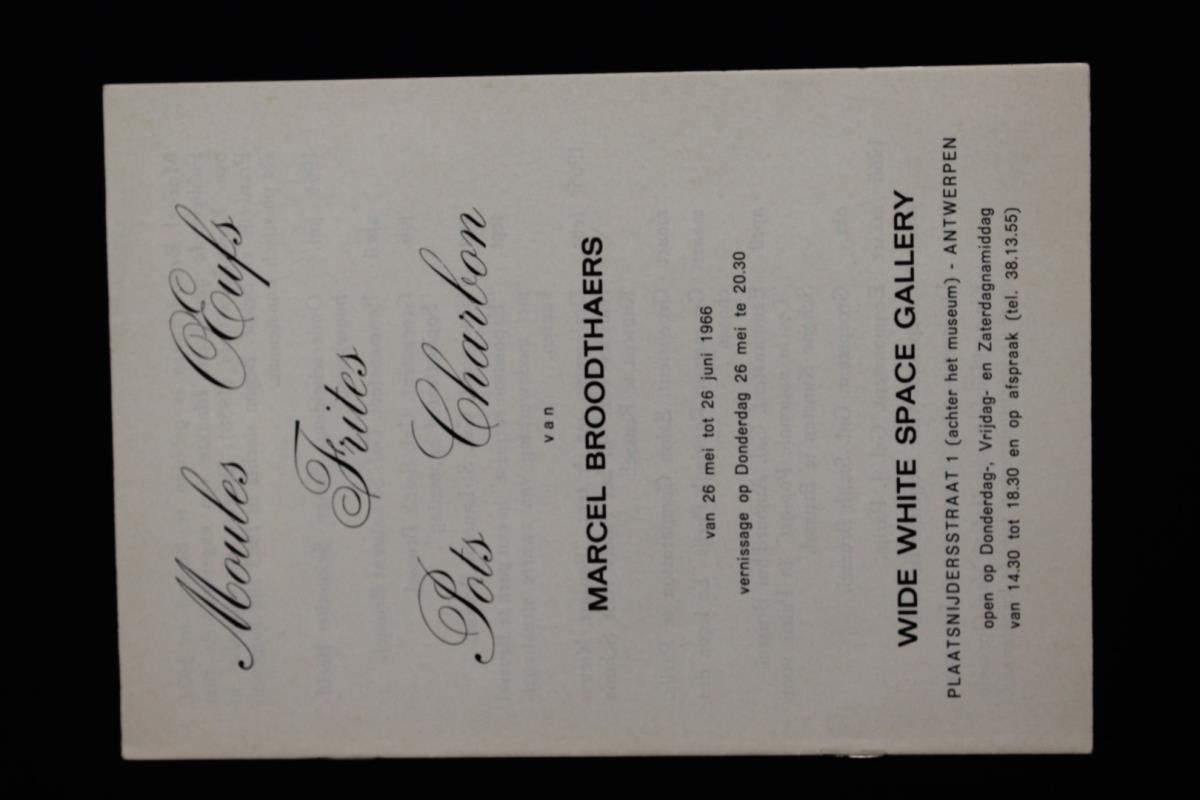 Moules Œufs
Frites
Pots Charbon
van
MARCEL BROODTHAERS
van 26 mei tot 26 juni 1966
vernissage op Donderdag 26 mei te 20.30
WIDE WHITE SPACE GALLERY
PLAATSNIJDERSSTRAAT 1 (achter het museum) - ANTWERPEN
open op Donderdag-, Vrijdag- en Zaterdagnamiddag
van 14.30 tot 18.30 en op afspraak (tel. 38.13.55)